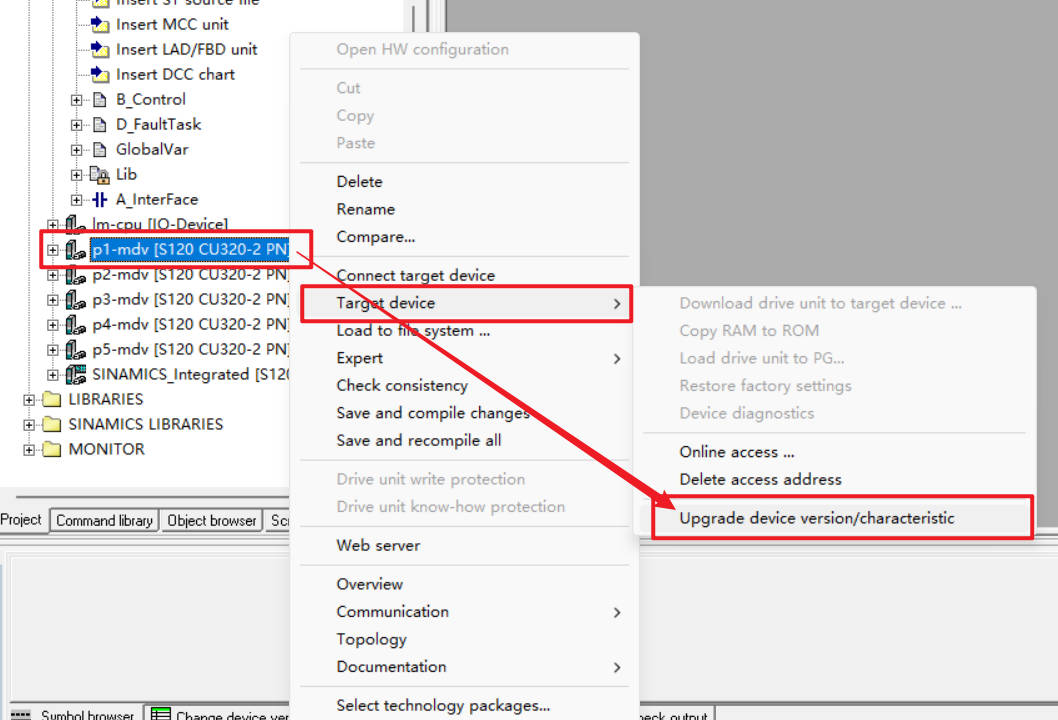 Insert ST source file
Insert MCC unit
Insert LAD/FBD unit
Insert DCC chart
B_Control
D_FaultTask
GlobalVar
Lib
A_InterFace
lm-cpu [IO-Device]
p1-mdv [S120 CU320-2 PN]
p2-mdv [S120 CU320-2 PN]
p3-mdv [S120 CU320-2 PN]
p4-mdv [S120 CU320-2 PN]
p5-mdv [S120 CU320-2 PN]
SINAMICS_Integrated [S120
LIBRARIES
SINAMICS LIBRARIES
MONITOR
Project
Command library
Object browser
Open HW configuration
Cut
Copy
Paste
Delete
Rename
Compare...
Connect target device
Target device
Load to file system ...
Expert
Check consistency
Save and compile changes
Save and recompile all
Drive unit write protection
Drive unit know-how protection
Web server
Overview
Communication
Topology
Documentation
Select technology packages...
Download drive unit to target device ...
Copy RAM to ROM
Load drive unit to PG...
Restore factory settings
Device diagnostics
Online access ...
Delete access address
Upgrade device version/characteristic
Symbol browser
Change device ver
output